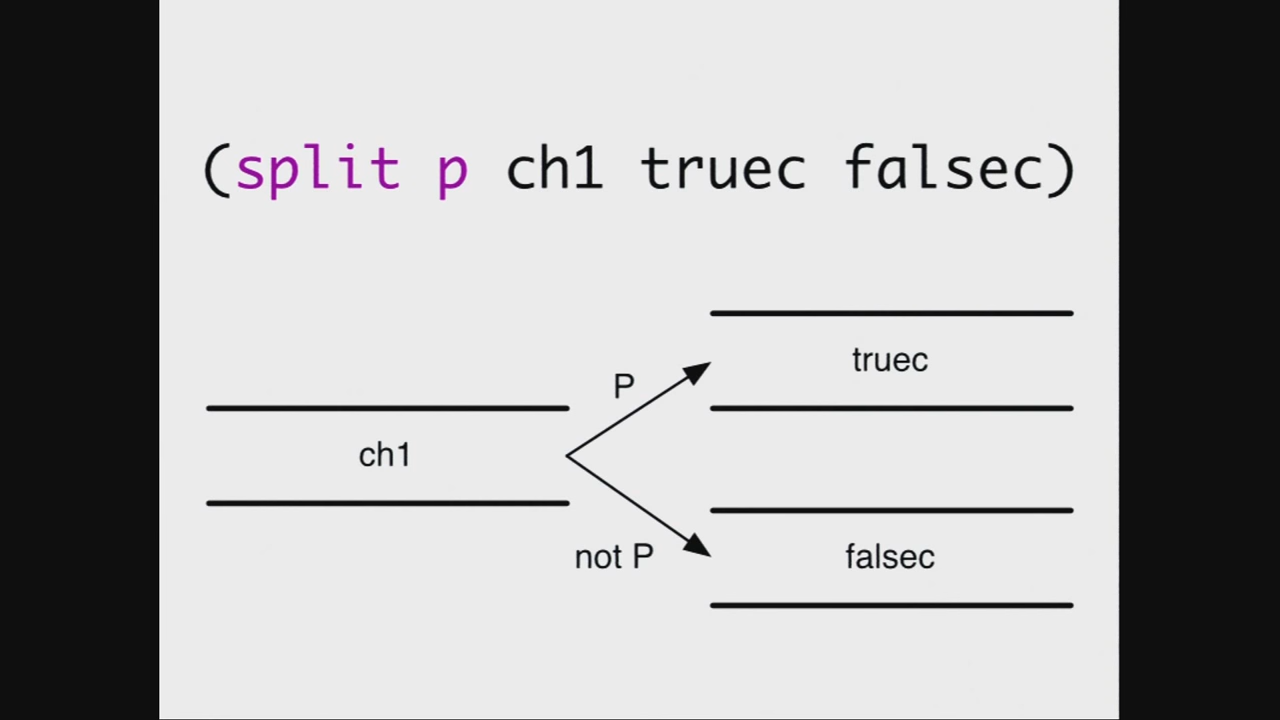 (split p ch1 truec falsec)
truec
P
ch1
not P
falsec